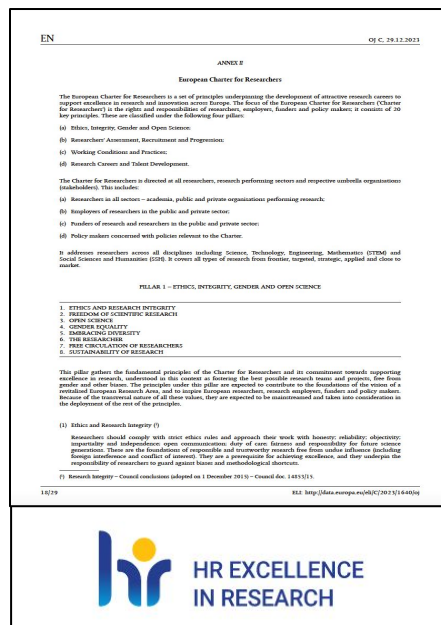 EN
OJ C, 29.12.2023
ANNEX II
European Charter for Researchers
The European Charter for Researchers is a set of principles underpinning the development of attractive research careers to
support excellence in research and innovation across Europe. The focus of the European Charter for Researchers ('Charter
for Researchers') is the rights and responsibilities of researchers, employers, funders and policy makers; it consists of 20
key principles. These are classified under the following four pillars:
(a) Ethics, Integrity, Gender and Open Science;
(b) Researchers' Assessment, Recruitment and Progression;
(c) Working Conditions and Practices;
(d) Research Careers and Talent Development.
The Charter for Researchers is directed at all researchers, research performing sectors and respective umbrella organisations
(stakeholders). This includes:
(a) Researchers in all sectors – academia, public and private organisations performing research;
(b) Employers of researchers in the public and private sector;
(c) Funders of research and researchers in the public and private sector;
(d) Policy makers concerned with policies relevant to the Charter.
It addresses researchers across all disciplines including Science, Technology, Engineering, Mathematics (STEM) and
Social Sciences and Humanities (SSH). It covers all types of research from frontier, targeted, strategic, applied and close to
market.
PILLAR 1 – ETHICS, INTEGRITY, GENDER AND OPEN SCIENCE
1. ETHICS AND RESEARCH INTEGRITY
2. FREEDOM OF SCIENTIFIC RESEARCH
3. OPEN SCIENCE
4. GENDER EQUALITY
5. EMBRACING DIVERSITY
6. THE RESEARCHER
7. FREE CIRCULATION OF RESEARCHERS
8. SUSTAINABILITY OF RESEARCH
This pillar gathers the fundamental principles of the Charter for Researchers and its commitment towards supporting
excellence in research, understood in this context as fostering the best possible research teams and projects, free from
gender and other biases. The principles under this pillar are expected to contribute to the foundations of the vision of a
revitalised European Research Area, and to inspire European researchers, research employers, funders and policy makers.
Because of the transversal nature of all these values, they are expected to be mainstreamed and taken into consideration in
the deployment of the rest of the principles.
(1) Ethics and Research Integrity (¹)
Researchers should comply with strict ethics rules and approach their work with honesty; reliability; objectivity;
impartiality and independence; open communication; duty of care; fairness and responsibility for future science
generations. These are the foundations of responsible and trustworthy research free from undue influence (including
foreign interference and conflict of interest). They are a prerequisite for achieving excellence, and they underpin the
responsibility of researchers to guard against biases and methodological shortcuts.
(¹) Research Integrity – Council conclusions (adopted on 1 December 2015) – Council doc. 14853/15.
18/29
ELI: http://data.europa.eu/eli/C/2023/1640/oj
hr
HR EXCELLENCE
IN RESEARCH